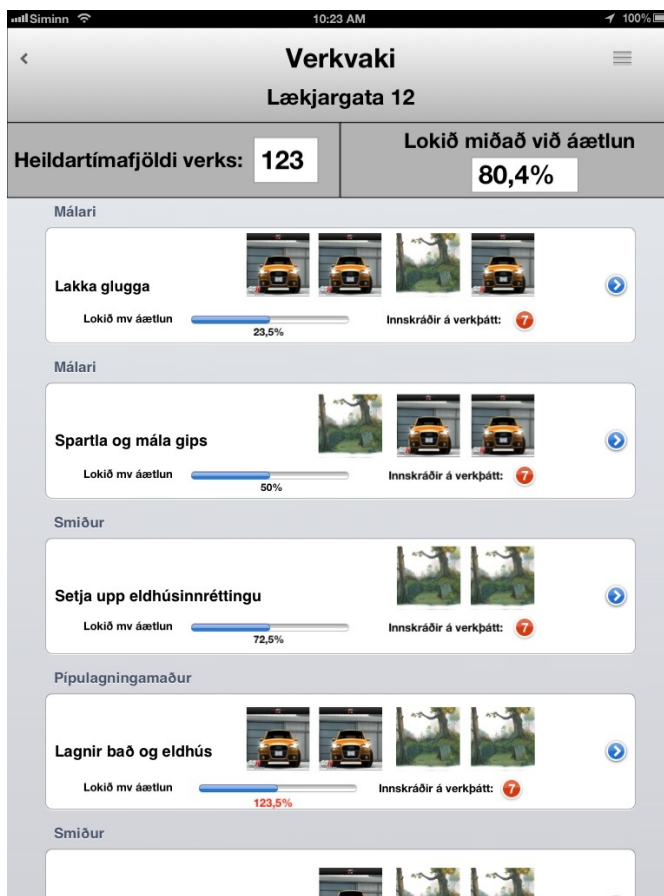 Siminn 10:23 AM 100%
Verkvaki
Lækjargata 12
Heildartímafjöldi verks: 123
Lokið miðað við áætlun
80,4%
Málari
Lakka glugga
Lokið mv áætlun
23,5%
Innskráðir á verkþátt: 7
Málari
Spartla og mála gips
Lokið mv áætlun
50%
Innskráðir á verkþátt: 7
Smiður
Setja upp eldhúsinnréttingu
Lokið mv áætlun
72,5%
Innskráðir á verkþátt: 7
Pípulagningamaður
Lagnir bað og eldhús
Lokið mv áætlun
123,5%
Innskráðir á verkþátt: 7
Smiður